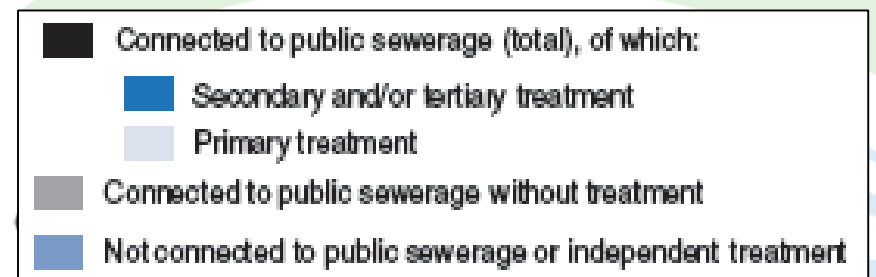 Connected to public sewerage (total), of which:
Secondary and/or tertiary treatment
Primary treatment
Connected to public sewerage without treatment
Not connected to public sewerage or independent treatment